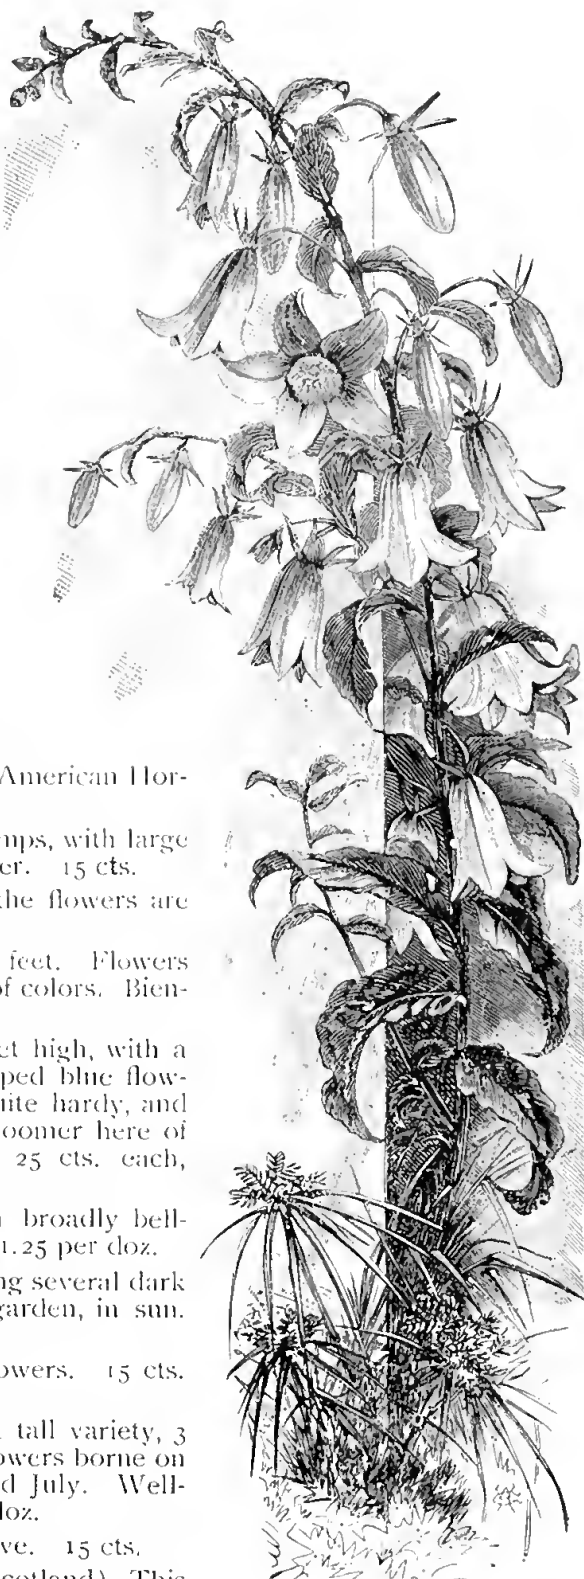 American Hor-
mps, with large
er. 15 cts.
the flowers are
feet. Flowers
of colors. Bien-
et high, with a
ped blue flow-
nite hardy, and
oomer here of
25 cts. each,
broadly bell-
1.25 per doz.
ng several dark
garden, in sun.
owers. 15 cts.
tall variety, 3
owers borne on
d July. Well-
loz.
ve. 15 cts.
cotland) This